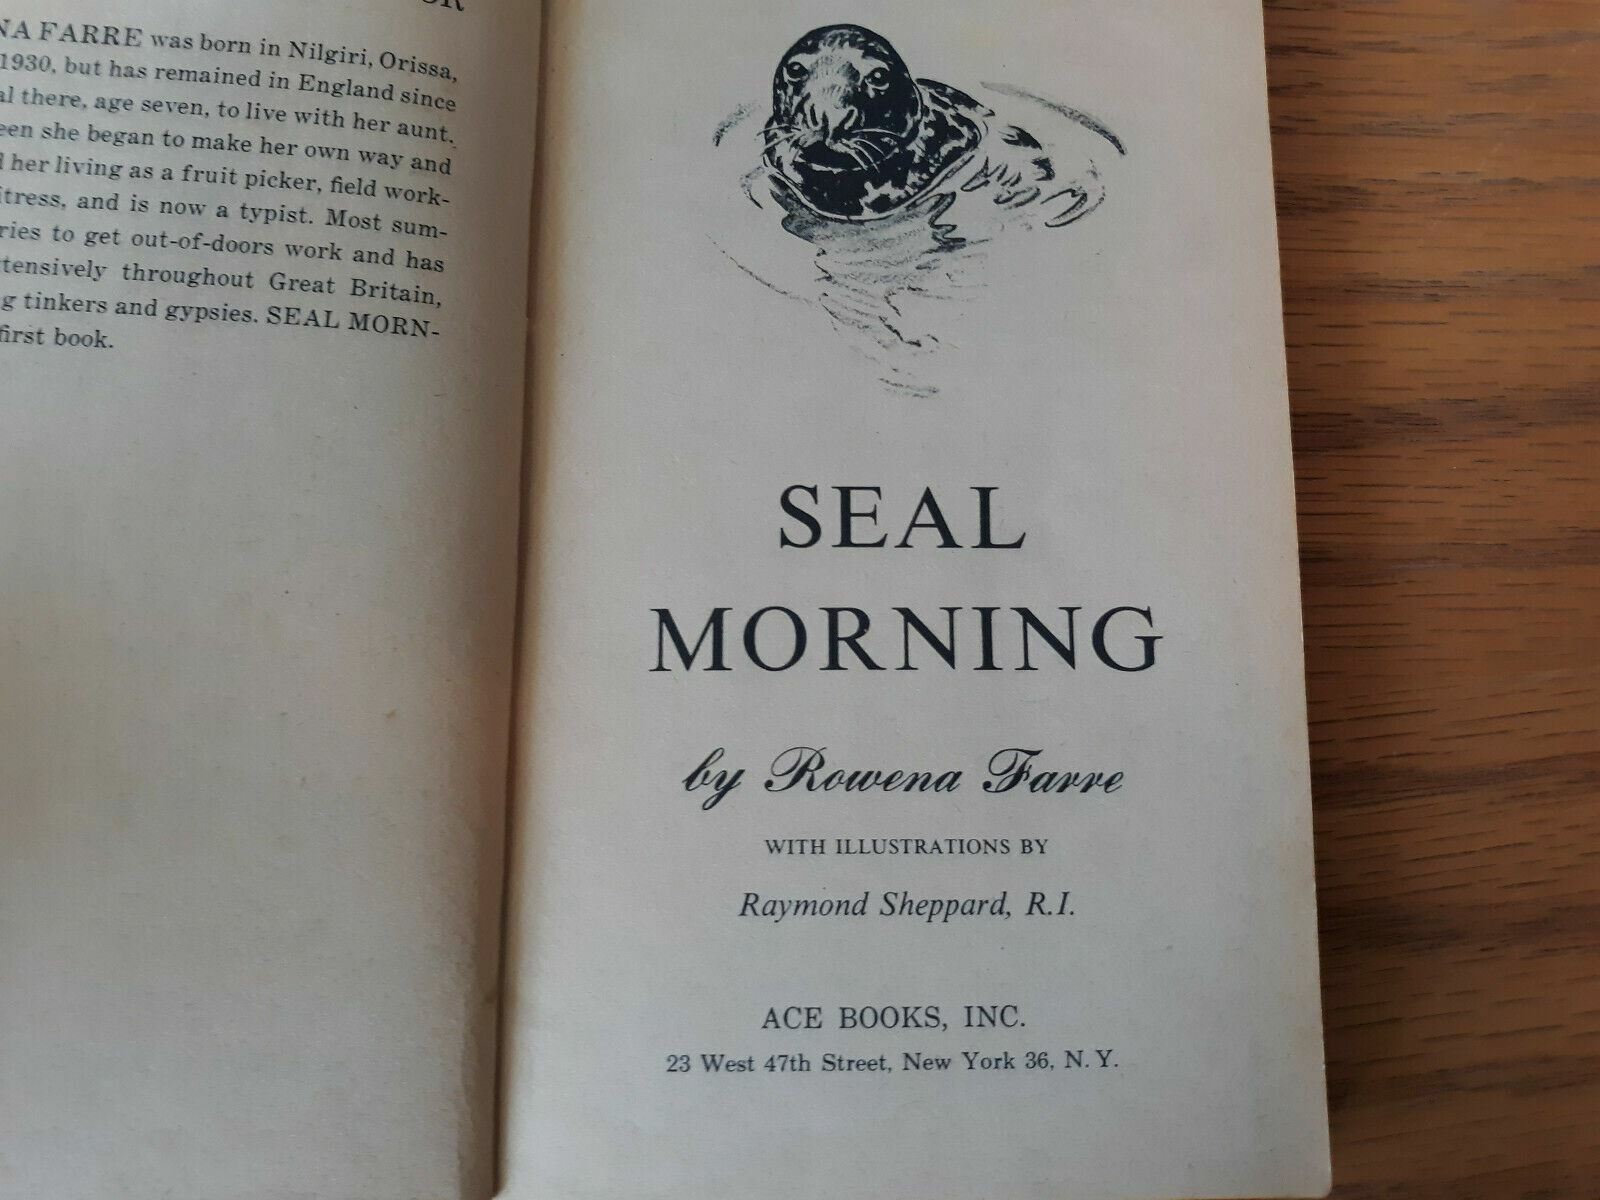 NA FARRE was born in Nilgiri, Orissa,
1930, but has remained in England since
al there, age seven, to live with her aunt.
een she began to make her own way and
her living as a fruit picker, field work-
itress, and is now a typist. Most sum-
ries to get out-of-doors work and has
tensively throughout Great Britain,
g tinkers and gypsies. SEAL MORN-
first book.
SEAL
MORNING
by Rowena Farre
WITH ILLUSTRATIONS BY
Raymond Sheppard, R.I.
ACE BOOKS, INC.
23 West 47th Street, New York 36, N.Y.